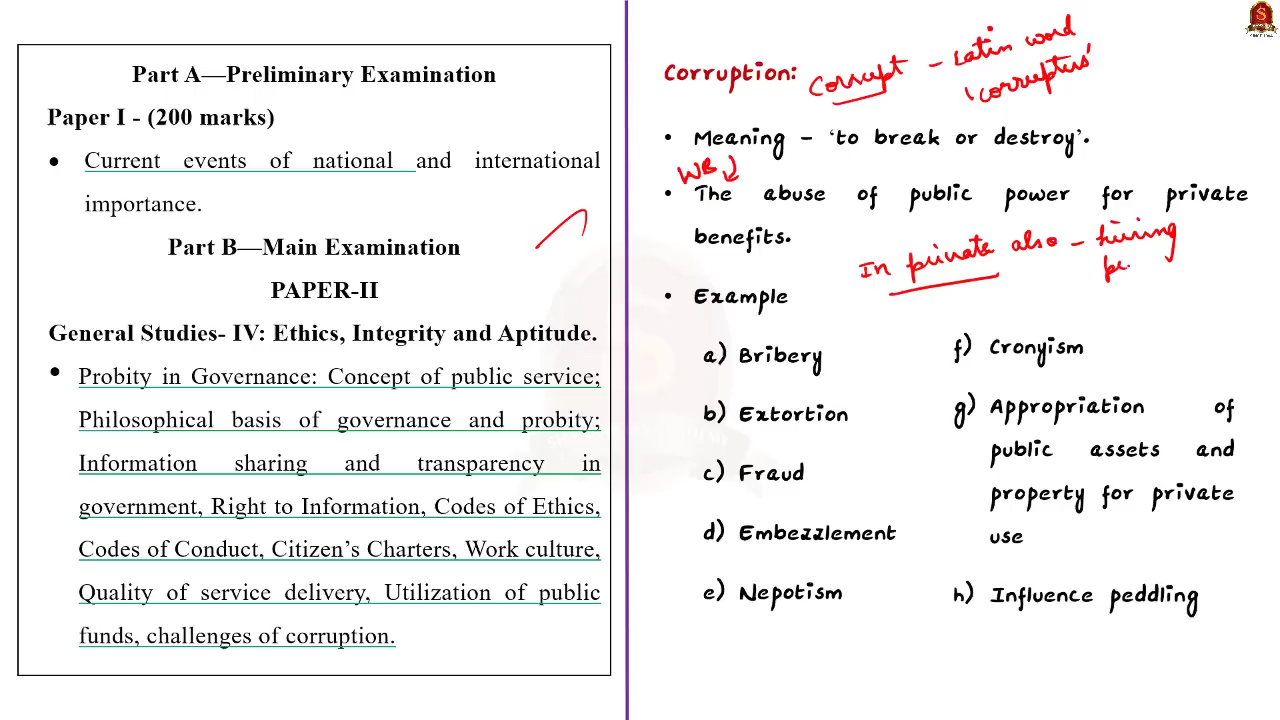 Part A—Preliminary Examination
Paper I - (200 marks)
• Current events of national and international
importance.
Part B—Main Examination
PAPER-II
General Studies- IV: Ethics, Integrity and Aptitude.
• Probity in Governance: Concept of public service;
Philosophical basis of governance and probity;
Information sharing and transparency in
government, Right to Information, Codes of Ethics,
Codes of Conduct, Citizen's Charters, Work culture,
Quality of service delivery, Utilization of public
funds, challenges of corruption.
Corruption: Corrupt – Latin word
'corruptus'
• Meaning – 'to break or destroy'.
WB
• The abuse of public power for private
benefits.
In private also – hiring
• Example
a) Bribery
b) Extortion
c) Fraud
d) Embezzlement
e) Nepotism
f) Cronyism
g) Appropriation of
public assets and
property for private
use
h) Influence peddling